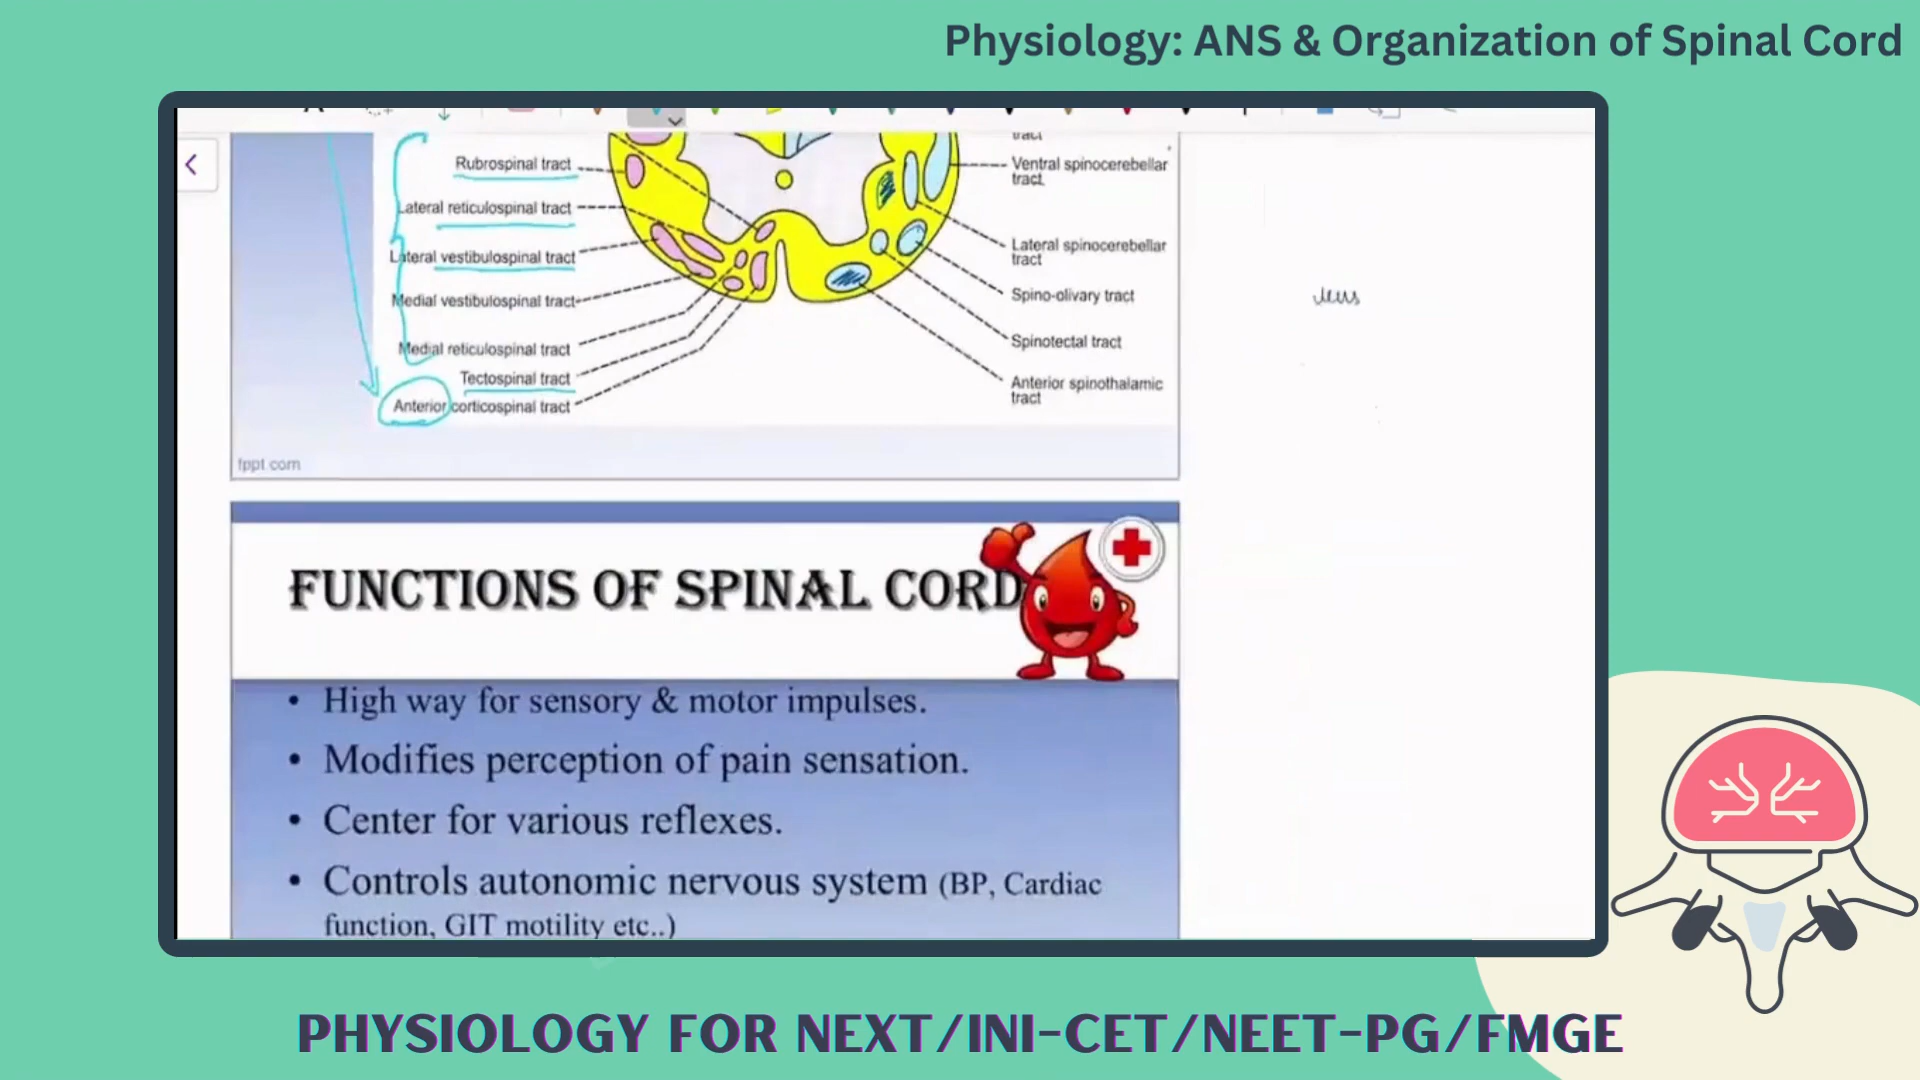 Physiology: ANS & Organization of Spinal Cord
Rubrospinal tract
Lateral reticulospinal tract
Lateral vestibulospinal tract
Medial vestibulospinal tract
Medial reticulospinal tract
Tectospinal tract
Anterior corticospinal tract
tract
Ventral spinocerebellar
tract
Lateral spinocerebellar
tract
Spino-olivary tract
Spinotectal tract
Anterior spinothalamic
tract
fppt.com
FUNCTIONS OF SPINAL CORD
• High way for sensory & motor impulses.
• Modifies perception of pain sensation.
• Center for various reflexes.
• Controls autonomic nervous system (BP, Cardiac
function, GIT motility etc..)
PHYSIOLOGY FOR NEXT/INI-CET/NEET-PG/FMGE